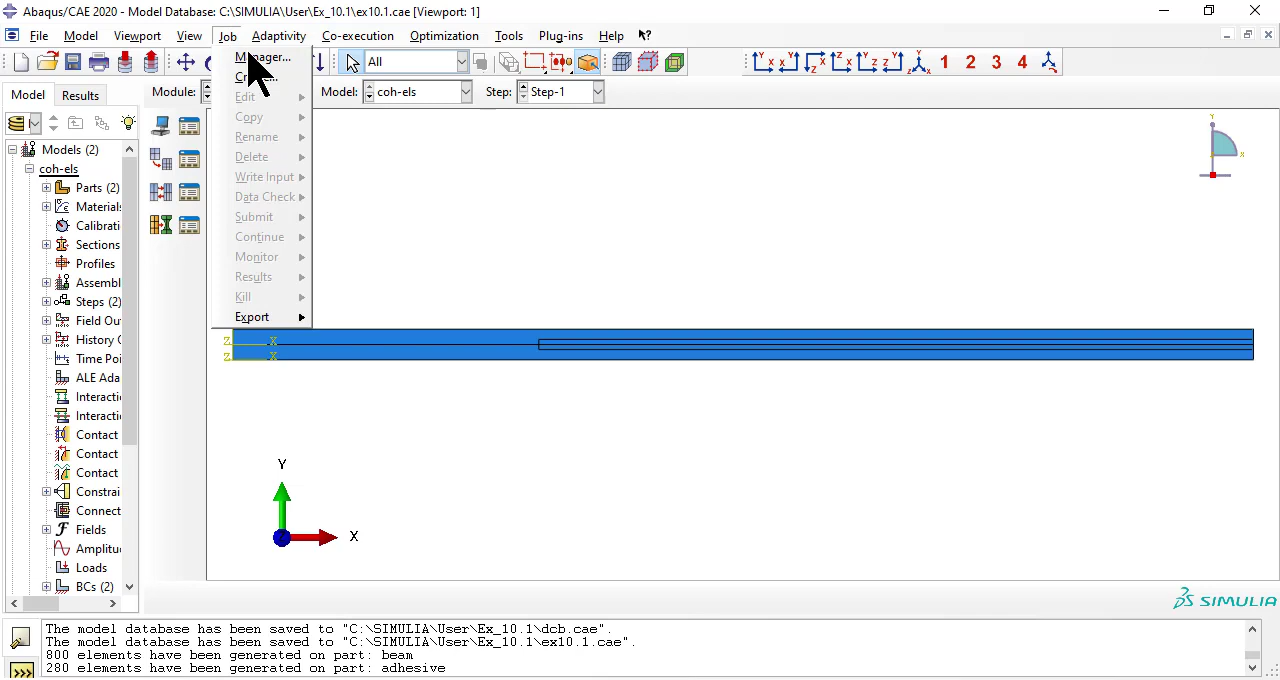 Abaqus/CAE 2020 - Model Database: C:\SIMULIA\User\Ex_10.1\ex10.1.cae [Viewport: 1]
File Model Viewport View Job Adaptivity Co-execution Optimization Tools Plug-ins Help
All
1 2 3 4
Model Results
Module: Model: coh-els Step: Step-1
Manager...
Edit
Copy
Rename
Delete
Write Input
Data Check
Submit
Continue
Monitor
Results
Kill
Export
Models (2)
coh-els
Parts (2)
Material
Calibrati
Sections
Profiles
Assembl
Steps (2)
Field Ou
History
Time Poi
ALE Ada
Interacti
Interacti
Contact
Contact
Contact
Constrai
Connect
Fields
Amplitu
Loads
BCs (2)
Y
X
Z X
Z X
Y
X
Z
SIMULIA
The model database has been saved to "C:\SIMULIA\User\Ex_10.1\dcb.cae".
The model database has been saved to "C:\SIMULIA\User\Ex_10.1\ex10.1.cae".
800 elements have been generated on part: beam
280 elements have been generated on part: adhesive